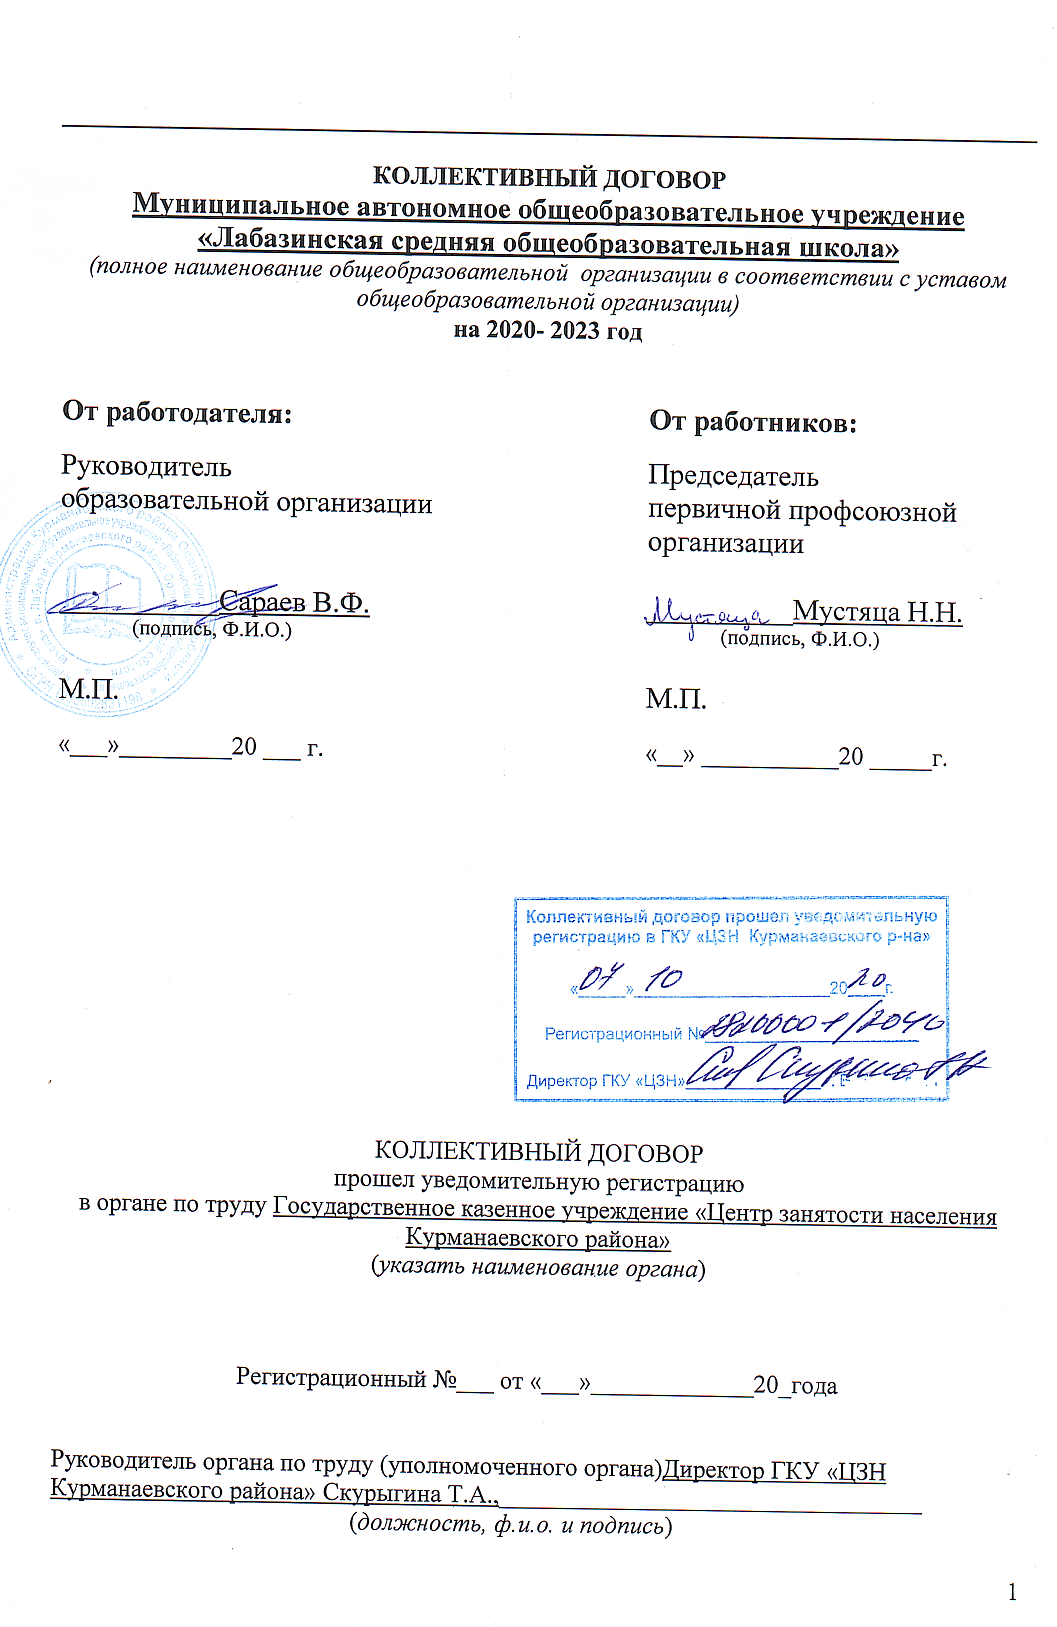 КОЛЛЕКТИВНЫЙ ДОГОВОР
Муниципальное автономное общеобразовательное учреждение
«Лабазинская средняя общеобразовательная школа»
(полное наименование общеобразовательной организации в соответствии с уставом
общеобразовательной организации)
на 2020- 2023 год
От работодателя:
Руководитель
образовательной организации
Сараев В.Ф.
(подпись, Ф.И.О.)
М.П.
«___»_________20 ___ г.
От работников:
Председатель
первичной профсоюзной
организации
Мустяца Мустяца Н.Н.
(подпись, Ф.И.О.)
М.П.
«__» ___________20 _____г.
Коллективный договор прошел уведомительную
регистрацию в ГКУ «ЦЗН Курманаевского р-на»
«07» 10 2020г.
Регистрационный №
Директор ГКУ «ЦЗН»
КОЛЛЕКТИВНЫЙ ДОГОВОР
прошел уведомительную регистрацию
в органе по труду Государственное казенное учреждение «Центр занятости населения
Курманаевского района»
(указать наименование органа)
Регистрационный №___ от «___»_____________20_года
Руководитель органа по труду (уполномоченного органа)Директор ГКУ «ЦЗН
Курманаевского района» Скурыгина Т.А.,
(должность, ф.и.о. и подпись)
1